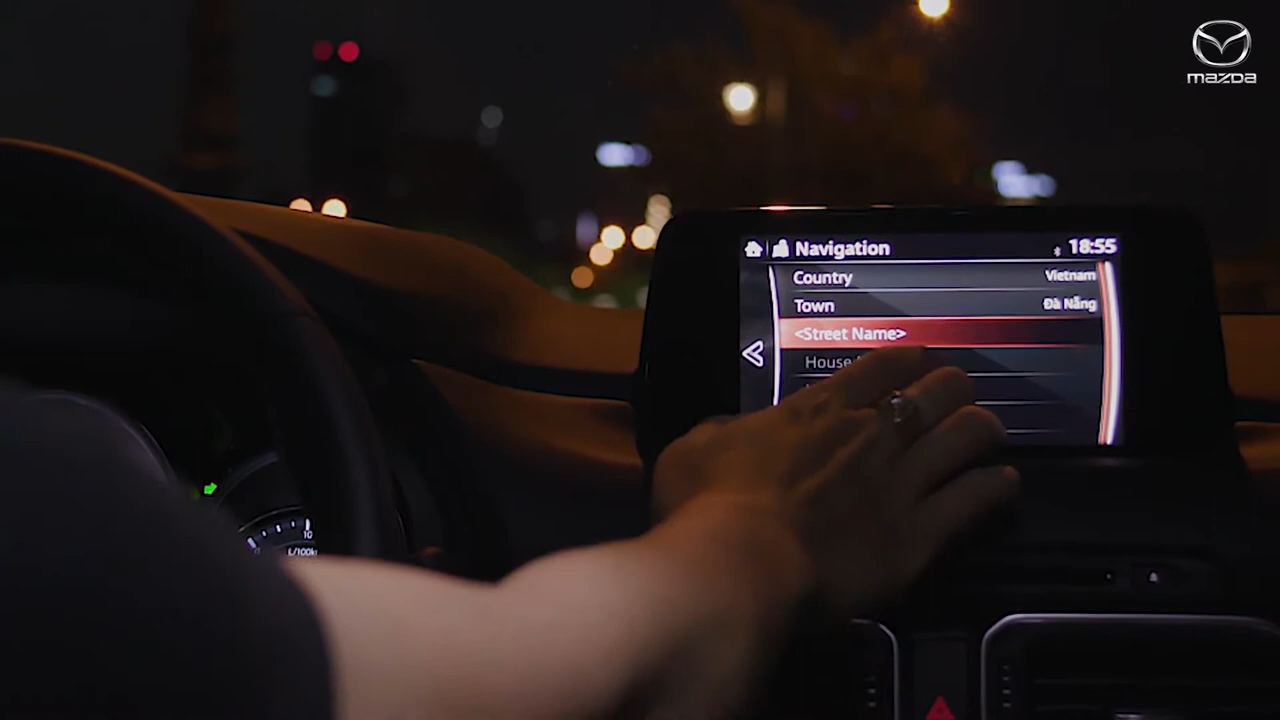 mazda
Navigation 18:55
Country Vietnam
Town Đà Nẵng
<Street Name>
House
10
L/100k